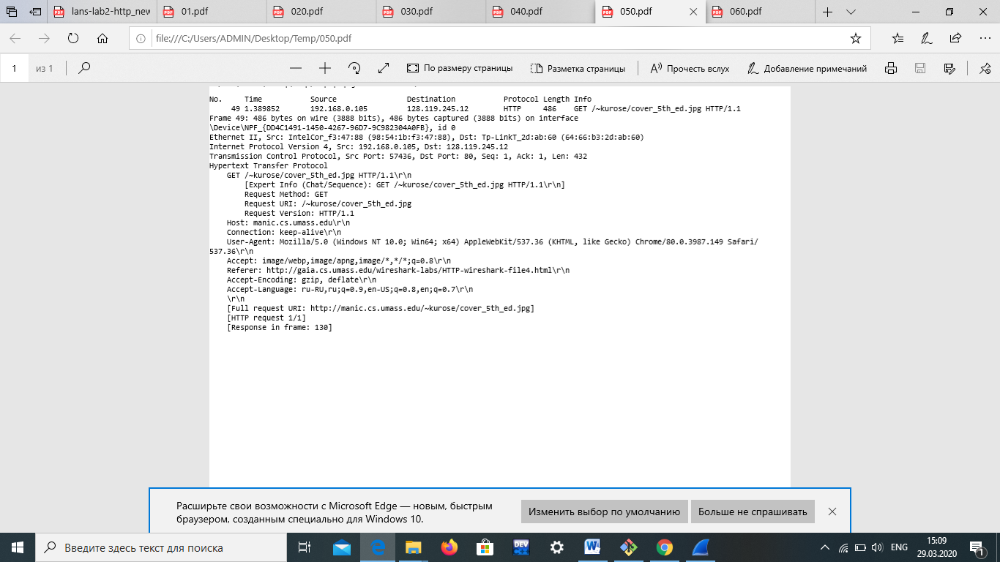 lans-lab2-http_new
01.pdf
020.pdf
030.pdf
040.pdf
050.pdf
060.pdf
file:///C:/Users/ADMIN/Desktop/Temp/050.pdf
1 из 1
По размеру страницы
Разметка страницы
Прочесть вслух
Добавление примечаний
No. Time Source Destination Protocol Length Info
49 1.389852 192.168.0.105 128.119.245.12 HTTP 486 GET /~kurose/cover_5th_ed.jpg HTTP/1.1
Frame 49: 486 bytes on wire (3888 bits), 486 bytes captured (3888 bits) on interface
\Device\NPF_{DD4C1491-1450-4267-96D7-9C982304A0FB}, id 0
Ethernet II, Src: IntelCor_f3:47:88 (98:54:1b:f3:47:88), Dst: Tp-LinkT_2d:ab:60 (64:66:b3:2d:ab:60)
Internet Protocol Version 4, Src: 192.168.0.105, Dst: 128.119.245.12
Transmission Control Protocol, Src Port: 57436, Dst Port: 80, Seq: 1, Ack: 1, Len: 432
Hypertext Transfer Protocol
GET /~kurose/cover_5th_ed.jpg HTTP/1.1\r\n
[Expert Info (Chat/Sequence): GET /~kurose/cover_5th_ed.jpg HTTP/1.1\r\n]
Request Method: GET
Request URI: /~kurose/cover_5th_ed.jpg
Request Version: HTTP/1.1
Host: manic.cs.umass.edu\r\n
Connection: keep-alive\r\n
User-Agent: Mozilla/5.0 (Windows NT 10.0; Win64; x64) AppleWebKit/537.36 (KHTML, like Gecko) Chrome/80.0.3987.149 Safari/
537.36\r\n
Accept: image/webp,image/apng,image/*,*/*;q=0.8\r\n
Referer: http://gaia.cs.umass.edu/wireshark-labs/HTTP-wireshark-file4.html\r\n
Accept-Encoding: gzip, deflate\r\n
Accept-Language: ru-RU,ru;q=0.9,en-US;q=0.8,en;q=0.7\r\n
\r\n
[Full request URI: http://manic.cs.umass.edu/~kurose/cover_5th_ed.jpg]
[HTTP request 1/1]
[Response in frame: 130]
Расширьте свои возможности с Microsoft Edge — новым, быстрым
браузером, созданным специально для Windows 10.
Изменить выбор по умолчанию
Больше не спрашивать
Введите здесь текст для поиска
DEV
ENG
15:09
29.03.2020
1